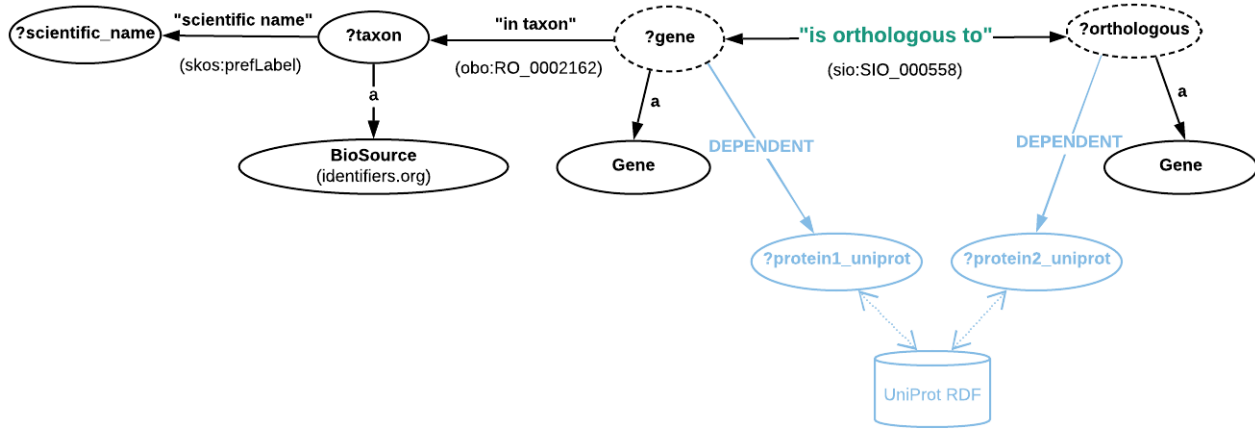 ?scientific_name
"scientific name"
(skos:prefLabel)
?taxon
"in taxon"
(obo:RO_0002162)
?gene
"is orthologous to"
(sio:SIO_000558)
?orthologous
a
a
a
BioSource
(identifiers.org)
Gene
DEPENDENT
DEPENDENT
Gene
?protein1_uniprot
?protein2_uniprot
UniProt RDF